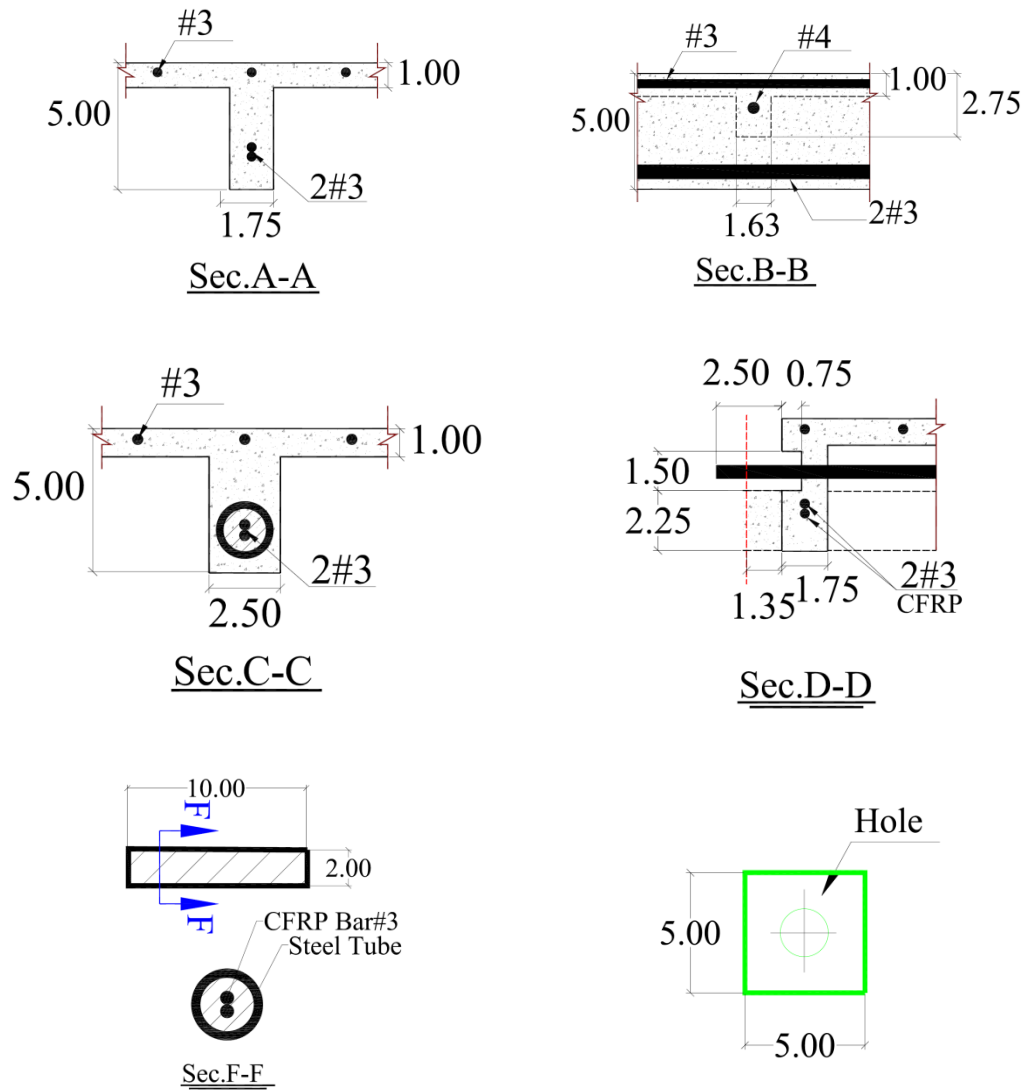 #3
5.00
1.00
2#3
1.75
Sec.A-A
#3
#4
5.00
1.00
2.75
2#3
1.63
Sec.B-B
#3
5.00
1.00
2#3
2.50
Sec.C-C
2.50 0.75
1.50
2.25
1.35
1.75
2#3
CFRP
Sec.D-D
10.00
F
2.00
F
CFRP Bar#3
Steel Tube
Sec.F-F
Hole
5.00
5.00